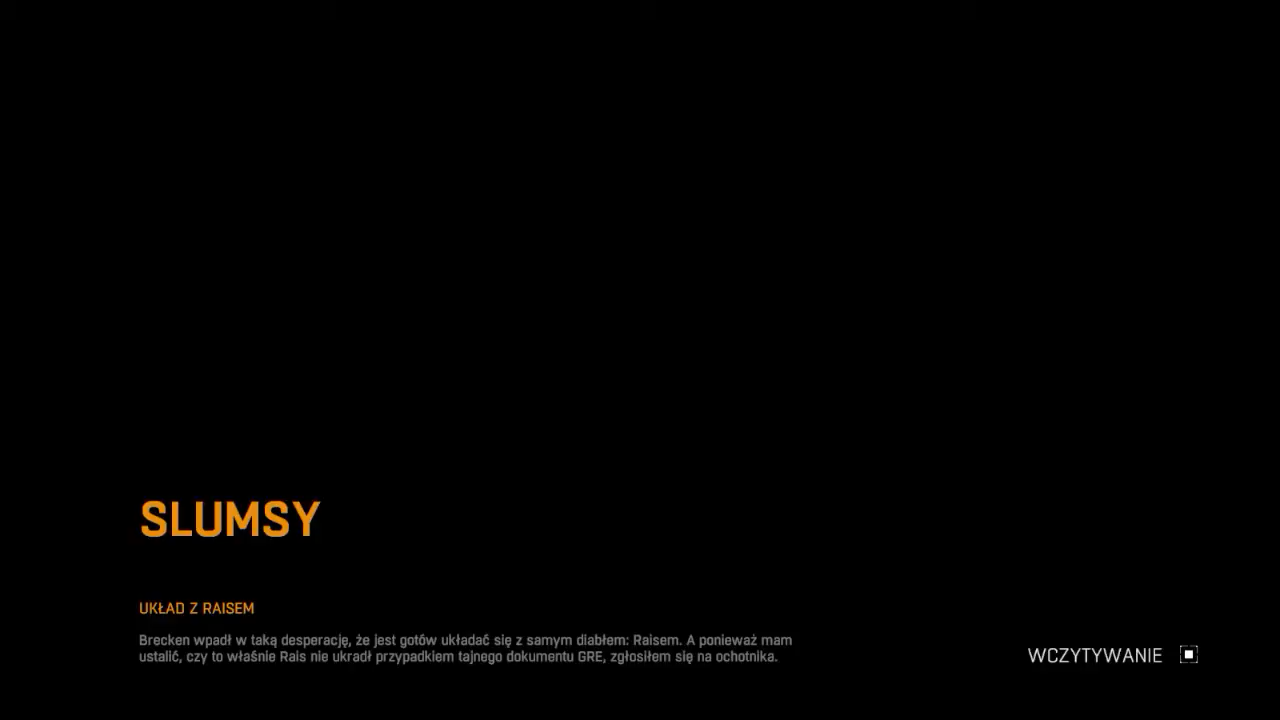 SLUMSY
UKŁAD Z RAISEM
Brecken wpadł w taką desperację, że jest gotów układać się z samym diabłem: Raisem. A ponieważ mam
ustalić, czy to właśnie Rais nie ukradł przypadkiem tajnego dokumentu GRE, zgłosiłem się na ochotnika.
WCZYTYWANIE